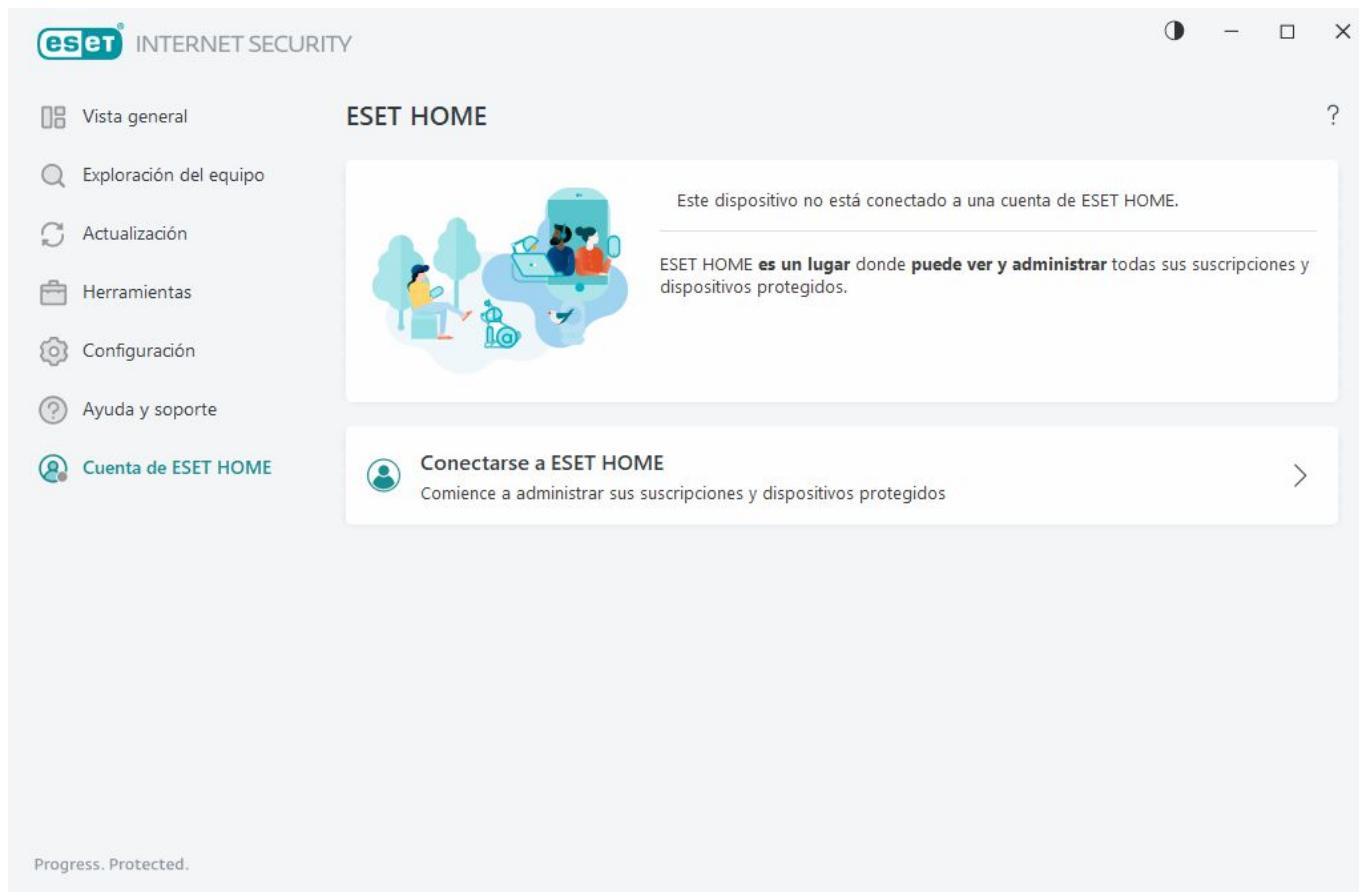 eset® INTERNET SECURITY
Vista general
Exploración del equipo
Actualización
Herramientas
Configuración
Ayuda y soporte
Cuenta de ESET HOME
ESET HOME
?
Este dispositivo no está conectado a una cuenta de ESET HOME.
ESET HOME es un lugar donde puede ver y administrar todas sus suscripciones y
dispositivos protegidos.
Conectarse a ESET HOME
Comience a administrar sus suscripciones y dispositivos protegidos
Progress. Protected.